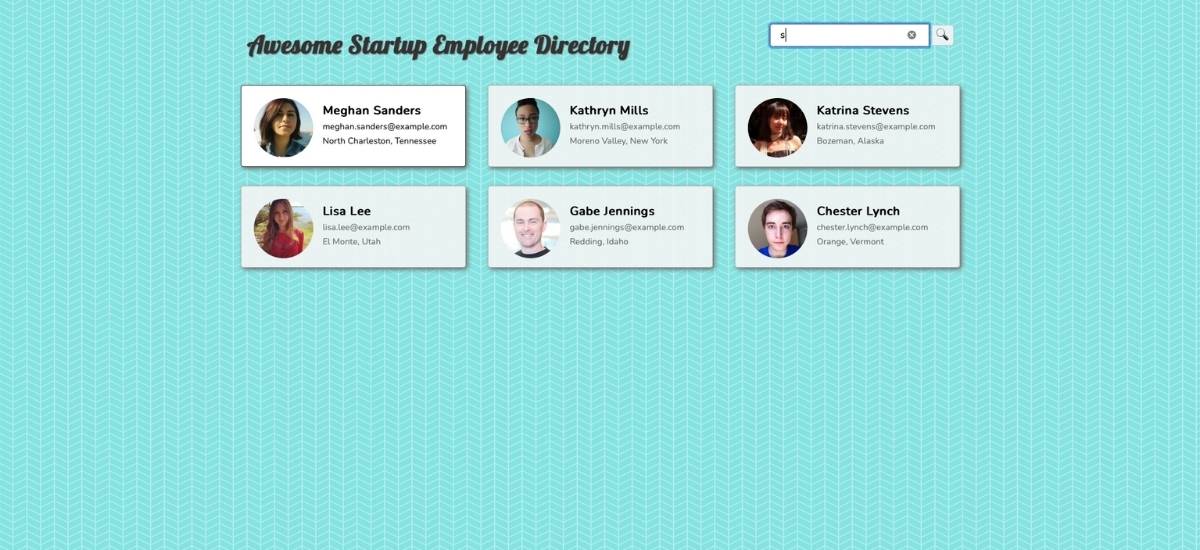 Awesome Startup Employee Directory
s
Meghan Sanders
meghan.sanders@example.com
North Charleston, Tennessee
Kathryn Mills
kathryn.mills@example.com
Moreno Valley, New York
Katrina Stevens
katrina.stevens@example.com
Bozeman, Alaska
Lisa Lee
lisa.lee@example.com
El Monte, Utah
Gabe Jennings
gabe.jennings@example.com
Redding, Idaho
Chester Lynch
chester.lynch@example.com
Orange, Vermont